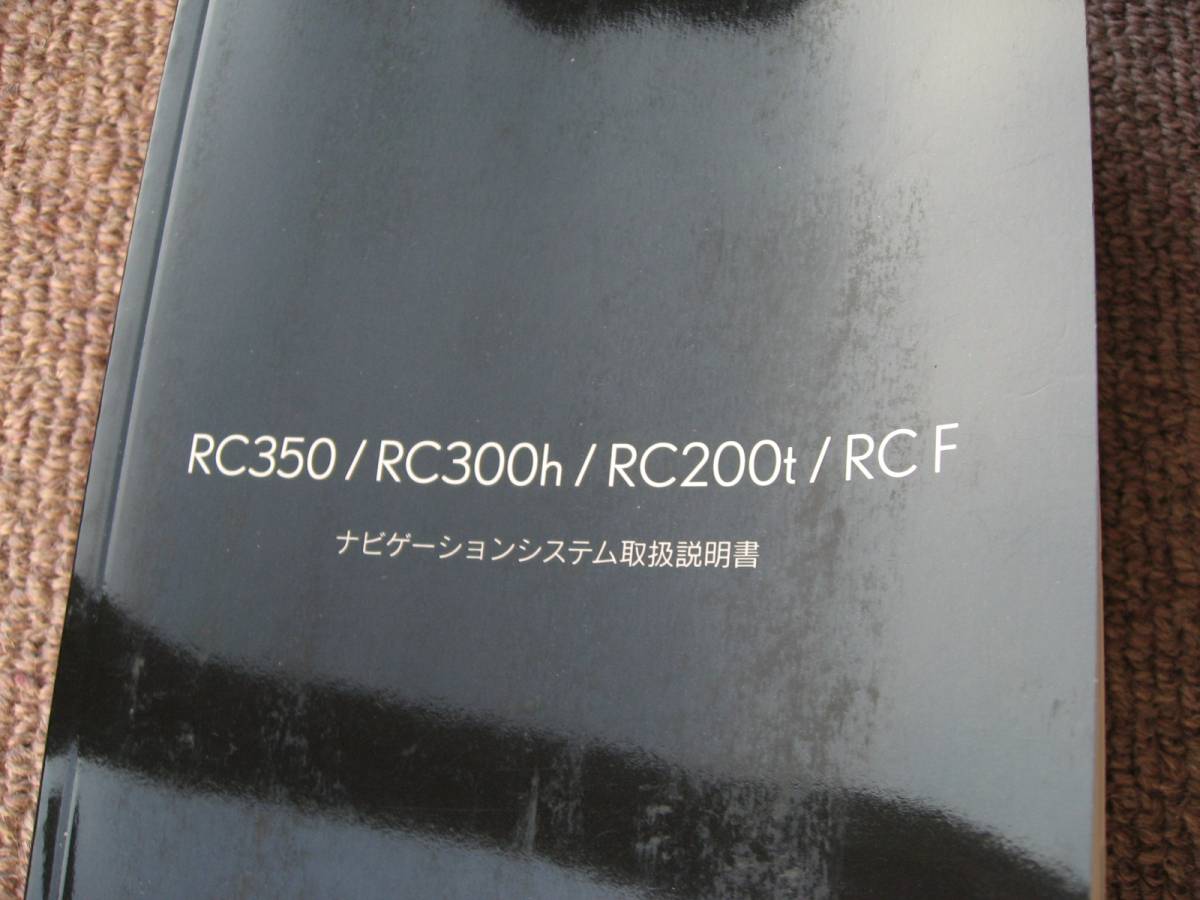 RC350 / RC300h / RC200t / RC F
ナビゲーションシステム取扱説明書